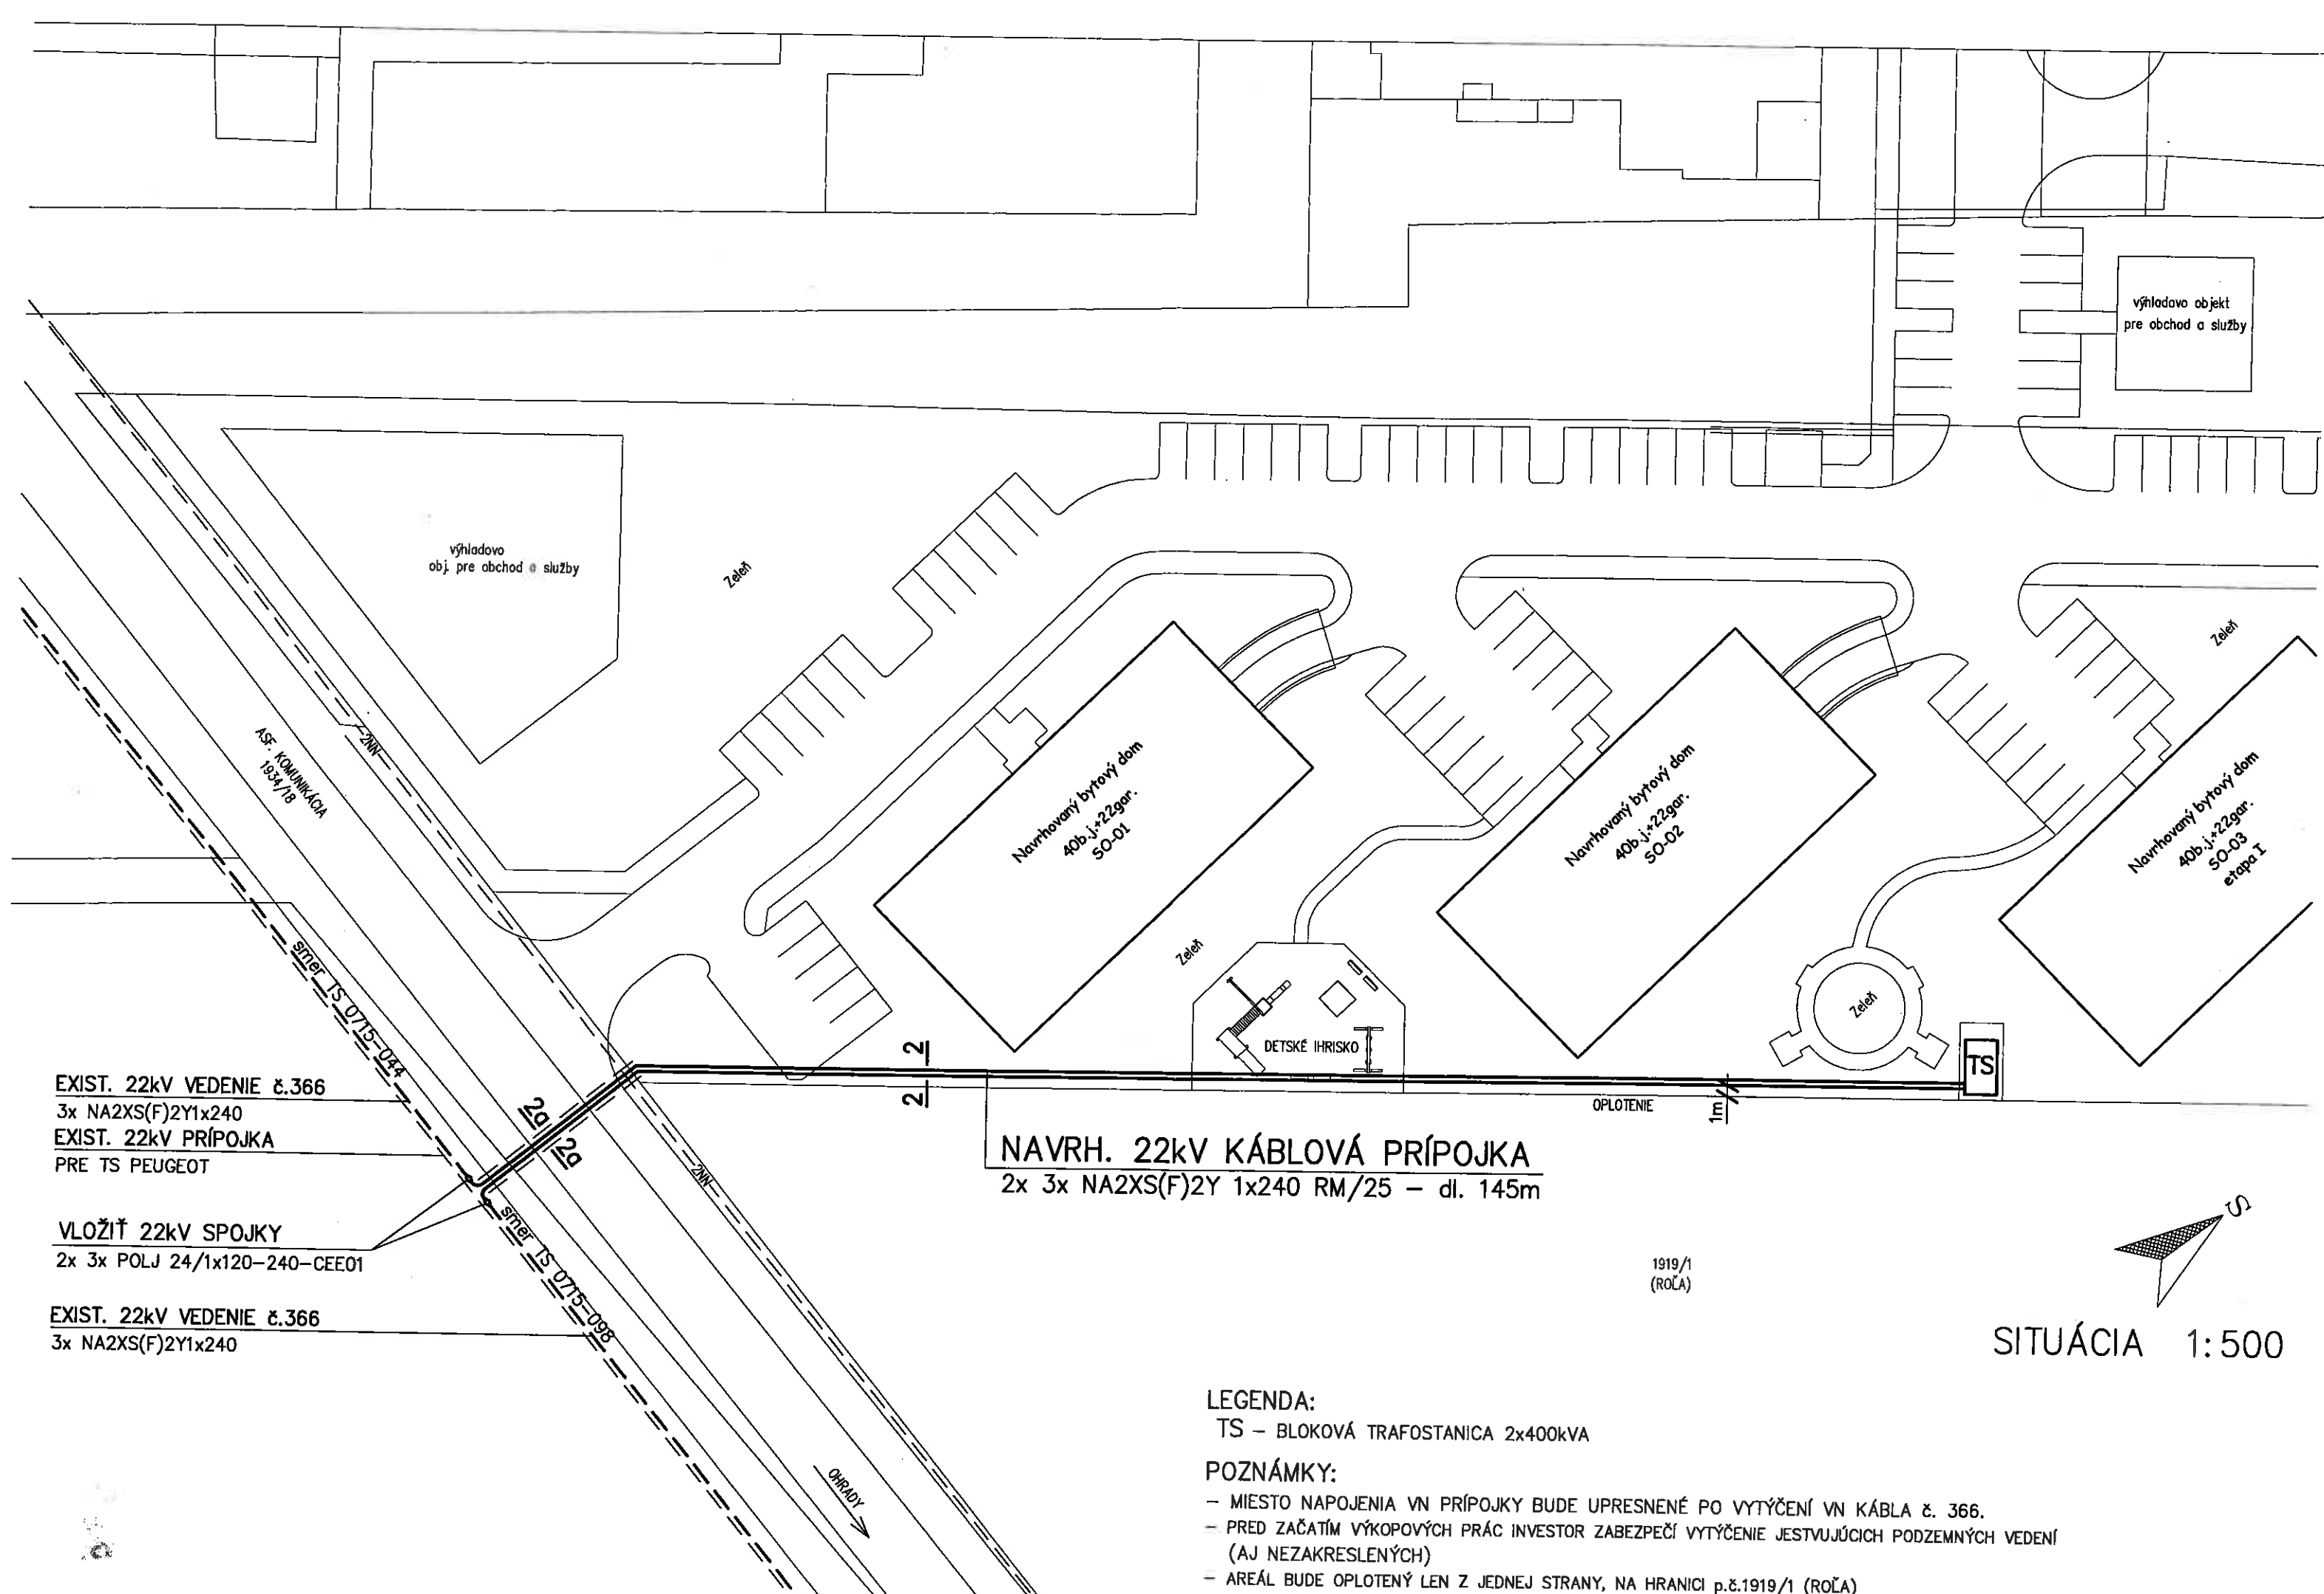 výhladovo objekt
pre obchod a služby
výhladovo
obj. pre obchod a služby
Zeleň
Zeleň
2NN
ASF. KOMUNIKÁCIA
1934/18
Navrhovaný bytový dom
40b.j.+22gar.
SO-01
Navrhovaný bytový dom
40b.j.+22gar.
SO-02
Navrhovaný bytový dom
40b.j.+22gar.
SO-03
etapa I
Zeleň
Zeleň
DETSKÉ IHRISKO
TS
smer TS 0715-044
2
2
2a
2a
OPLOTENIE
1m
EXIST. 22kV VEDENIE č.366
3x NA2XS(F)2Y1x240
EXIST. 22kV PRÍPOJKA
PRE TS PEUGEOT
NAVRH. 22kV KÁBLOVÁ PRÍPOJKA
2x 3x NA2XS(F)2Y 1x240 RM/25 – dl. 145m
2NN
VLOŽIŤ 22kV SPOJKY
2x 3x POLJ 24/1x120-240-CEE01
smer TS 0715-098
EXIST. 22kV VEDENIE č.366
3x NA2XS(F)2Y1x240
1919/1
(ROĽA)
S
SITUÁCIA 1:500
OHRADY
LEGENDA:
TS – BLOKOVÁ TRAFOSTANICA 2x400kVA
POZNÁMKY:
– MIESTO NAPOJENIA VN PRÍPOJKY BUDE UPRESNENÉ PO VYTÝČENÍ VN KÁBLA č. 366.
– PRED ZAČATÍM VÝKOPOVÝCH PRÁC INVESTOR ZABEZPEČÍ VYTÝČENIE JESTVUJÚCICH PODZEMNÝCH VEDENÍ
(AJ NEZAKRESLENÝCH)
– AREÁL BUDE OPLOTENÝ LEN Z JEDNEJ STRANY, NA HRANICI p.č.1919/1 (ROĽA)